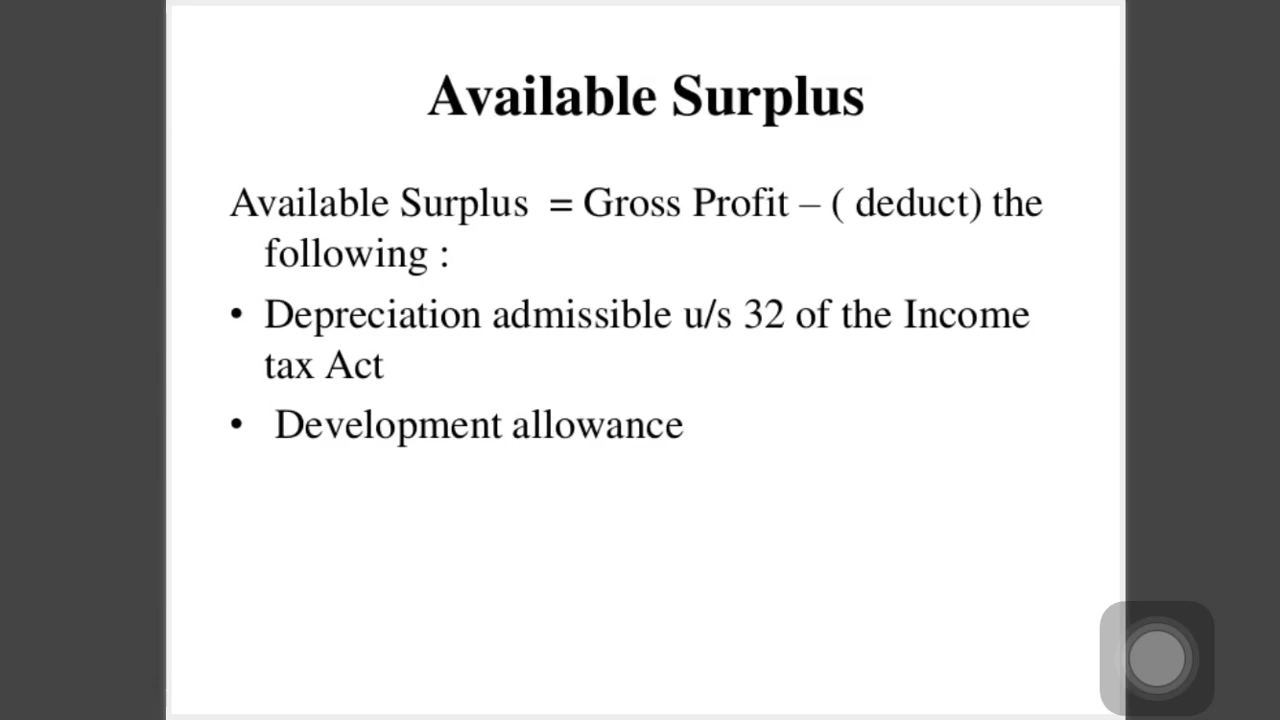 Available Surplus
Available Surplus = Gross Profit – ( deduct) the
following :
• Depreciation admissible u/s 32 of the Income
tax Act
• Development allowance